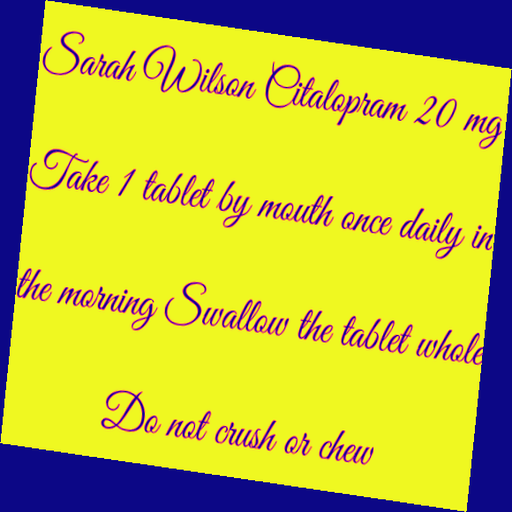 Sarah Wilson Citalopram 20 mg
Take 1 tablet by mouth once daily in
the morning Swallow the tablet whole
Do not crush or chew